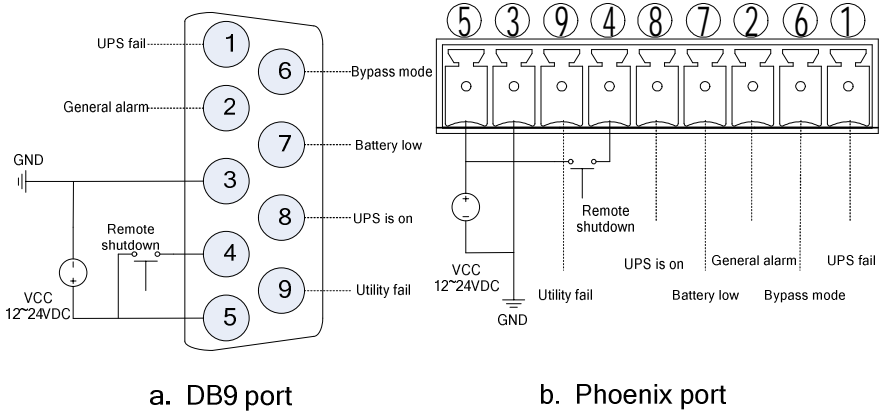 1
UPS fail
6
Bypass mode
2
General alarm
7
Battery low
GND
3
8
UPS is on
Remote
shutdown
4
VCC
12~24VDC
9
Utility fail
5
a. DB9 port
5 3 9 4 8 7 2 6 1
Remote
shutdown
VCC
12~24VDC
GND
Utility fail
UPS is on
Battery low
General alarm
Bypass mode
UPS fail
b. Phoenix port